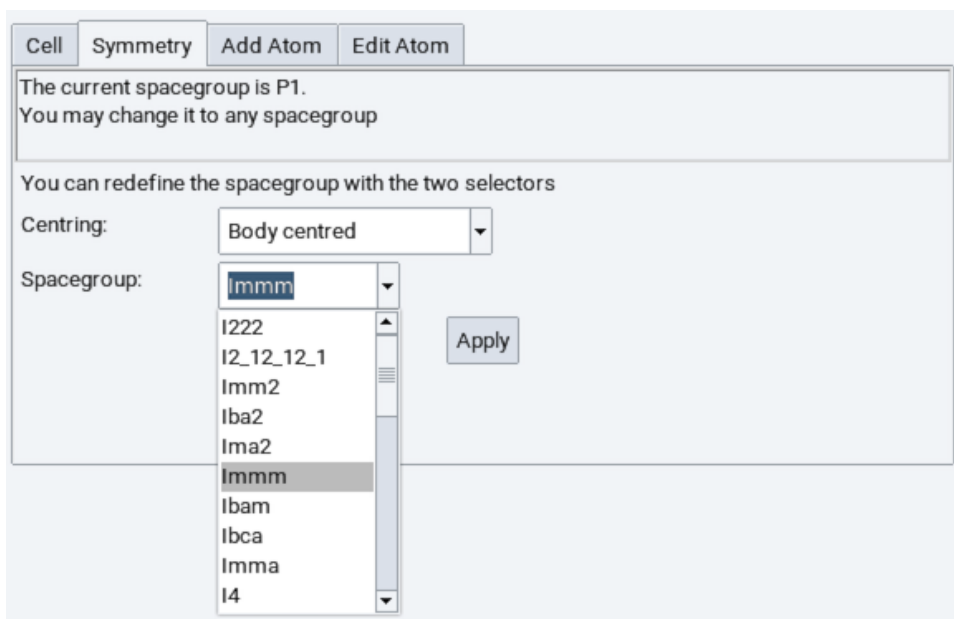 Cell Symmetry Add Atom Edit Atom
The current spacegroup is P1.
You may change it to any spacegroup
You can redefine the spacegroup with the two selectors
Centring: Body centred
Spacegroup: Immm
I222
Apply
I2_12_12_1
Imm2
Iba2
Ima2
Immm
Ibam
Ibca
Imma
I4